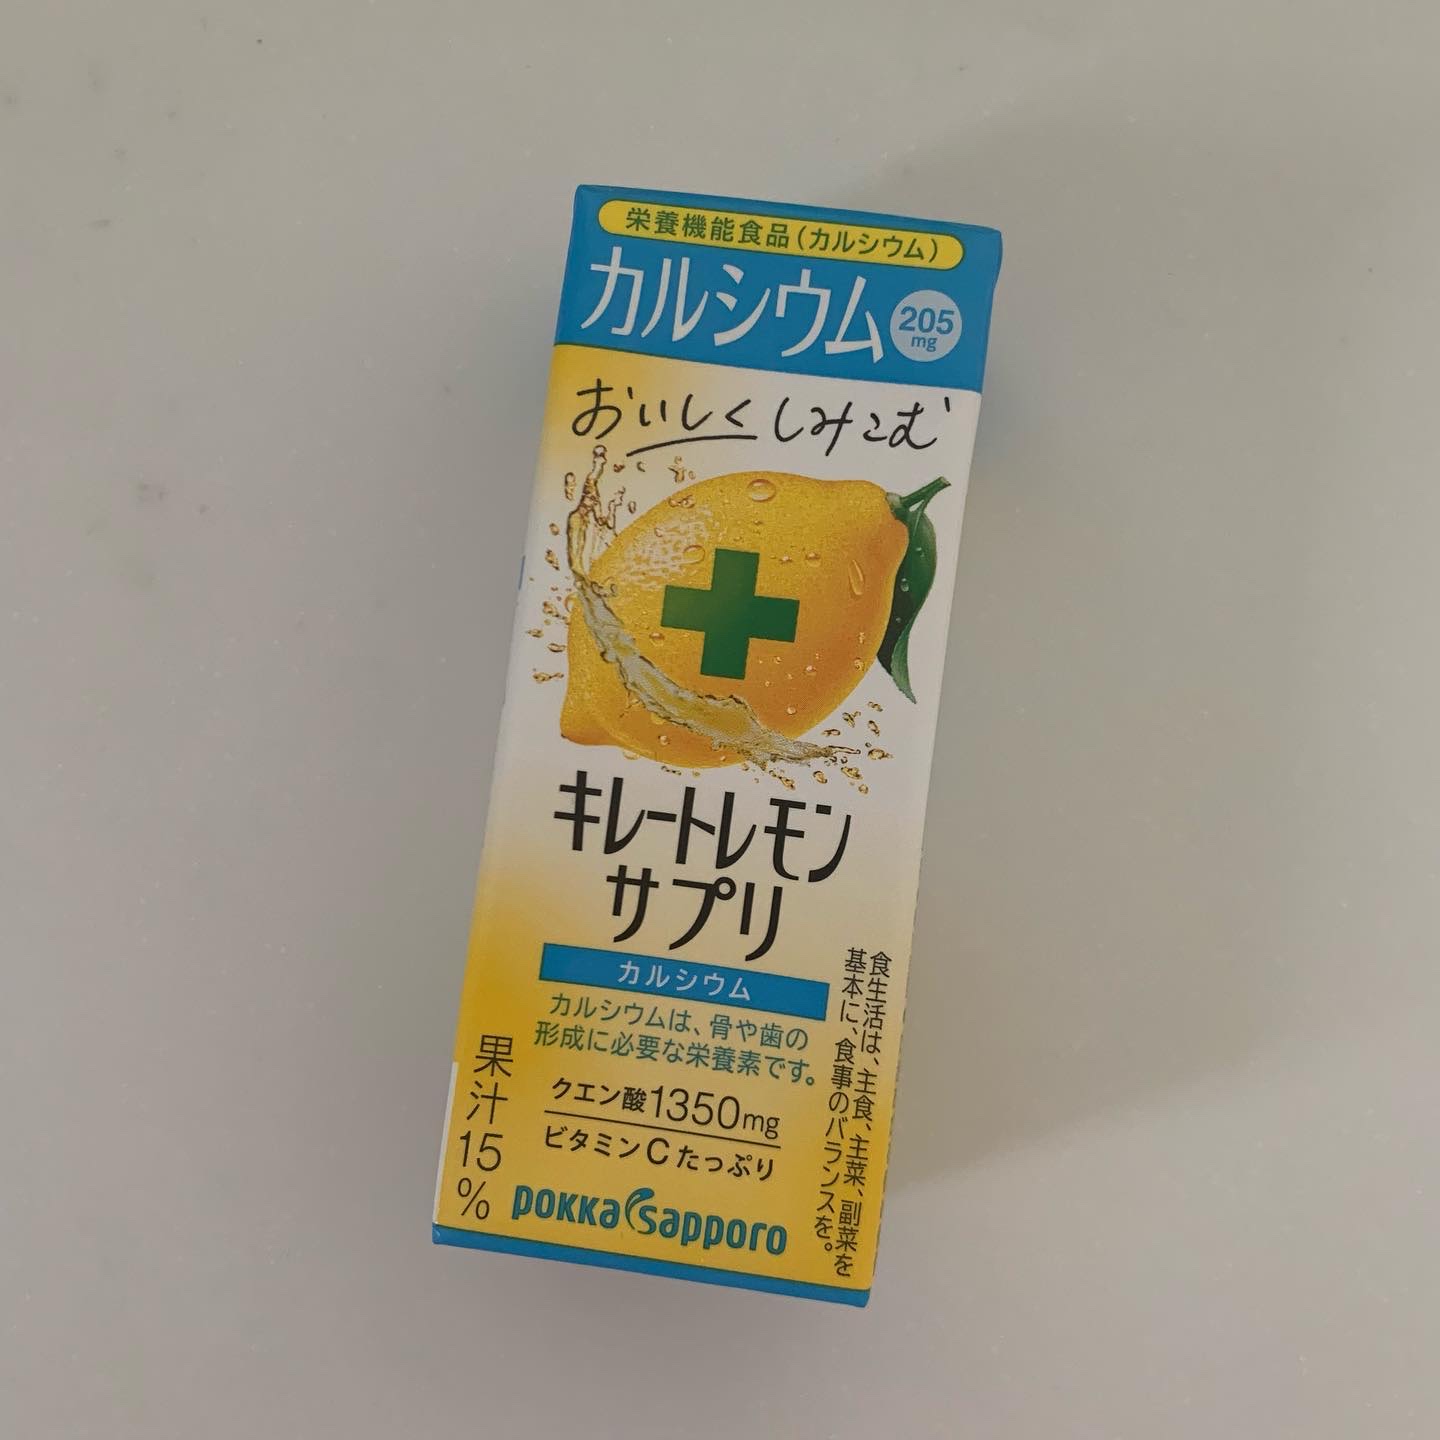 栄養機能食品(カルシウム)
カルシウム
205
mg
おいしくしみこむ
キレートレモン
サプリ
カルシウム
カルシウムは、骨や歯の
形成に必要な栄養素です。
クエン酸1350mg
ビタミンCたっぷり
果汁15%
食生活は、主食、主菜、副菜を
基本に、食事のバランスを。
POKKA Sapporo